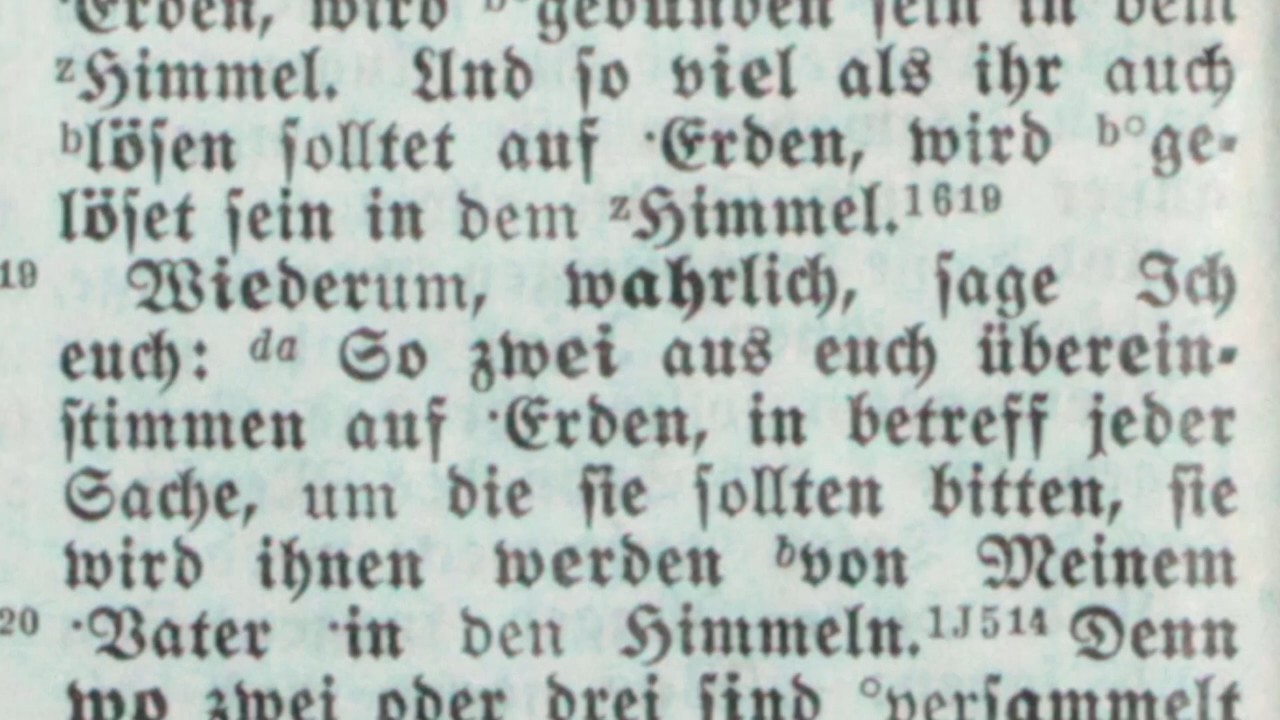 ·Erden, wird ᵇ°gebunden sein in dem
ᶻHimmel. Und so viel als ihr auch
ᵇlösen solltet auf ·Erden, wird ᵇ°ge-
löset sein in dem ᶻHimmel.¹⁶¹⁹
19 Wiederum, wahrlich, sage Ich
euch: ᵈᵃ So zwei aus euch überein-
stimmen auf ·Erden, in betreff jeder
Sache, um die sie sollten bitten, sie
wird ihnen werden ᵇvon Meinem
20 ·Vater ·in den Himmeln.¹ᴶ⁵¹⁴ Denn
wo zwei oder drei sind °versammelt